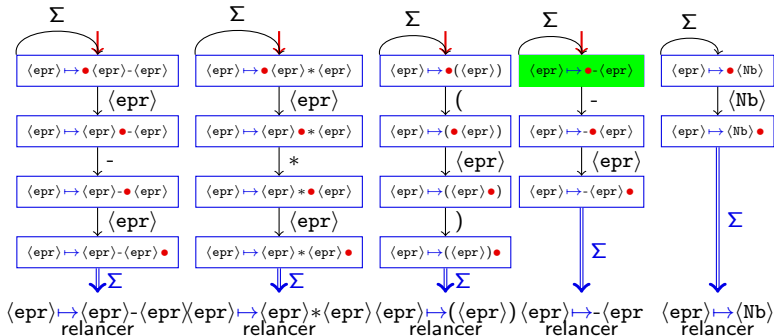 Σ Σ Σ Σ Σ
⟨epr⟩↦●⟨epr⟩-⟨epr⟩ ⟨epr⟩↦●⟨epr⟩*⟨epr⟩ ⟨epr⟩↦●(⟨epr⟩) ⟨epr⟩↦●-⟨epr⟩ ⟨epr⟩↦●⟨Nb⟩
⟨epr⟩ ⟨epr⟩ ( - ⟨Nb⟩
⟨epr⟩↦⟨epr⟩●-⟨epr⟩ ⟨epr⟩↦⟨epr⟩●*⟨epr⟩ ⟨epr⟩↦(●⟨epr⟩) ⟨epr⟩↦-●⟨epr⟩ ⟨epr⟩↦⟨Nb⟩●
- * ⟨epr⟩ ⟨epr⟩
⟨epr⟩↦⟨epr⟩-●⟨epr⟩ ⟨epr⟩↦⟨epr⟩*●⟨epr⟩ ⟨epr⟩↦(⟨epr⟩●) ⟨epr⟩↦-⟨epr⟩●
⟨epr⟩ ⟨epr⟩ ) Σ Σ
⟨epr⟩↦⟨epr⟩-⟨epr⟩● ⟨epr⟩↦⟨epr⟩*⟨epr⟩● ⟨epr⟩↦(⟨epr⟩)●
Σ Σ Σ
⟨epr⟩↦⟨epr⟩-⟨epr⟩ ⟨epr⟩↦⟨epr⟩*⟨epr⟩ ⟨epr⟩↦(⟨epr⟩) ⟨epr⟩↦-⟨epr ⟨epr⟩↦⟨Nb⟩
relancer relancer relancer relancer relancer